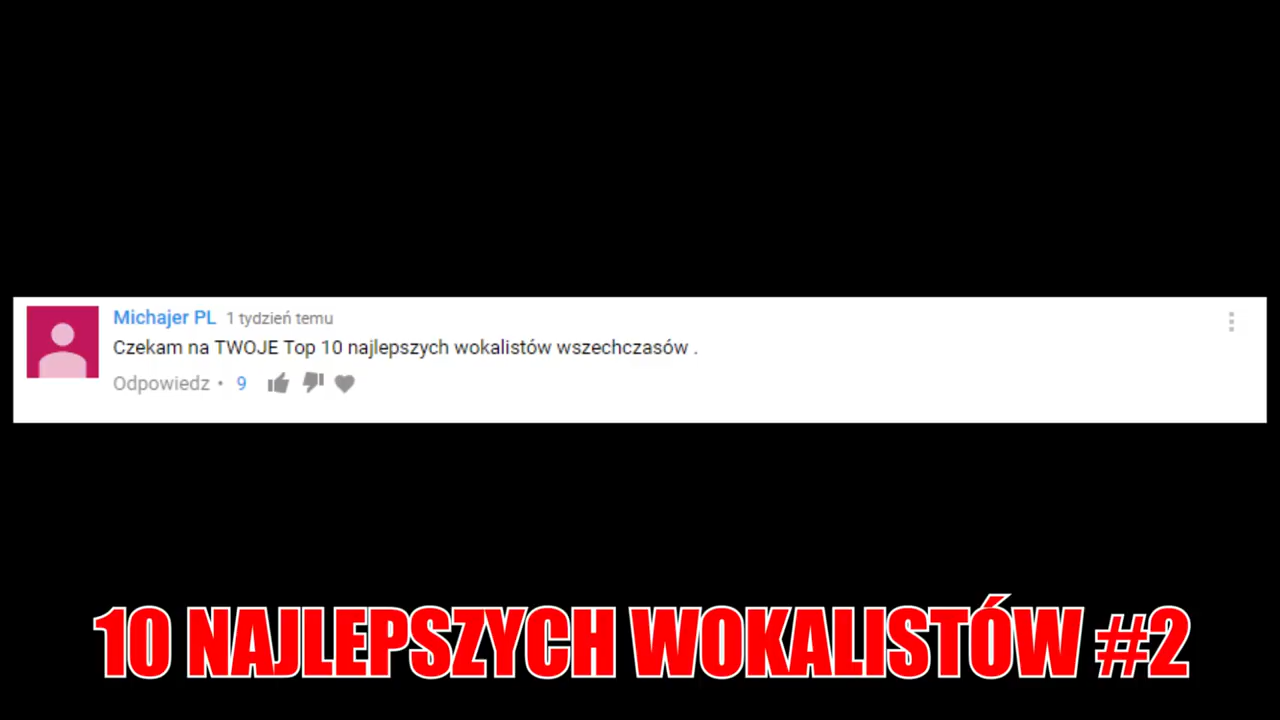 Michajer PL 1 tydzień temu
Czekam na TWOJE Top 10 najlepszych wokalistów wszechczasów .
Odpowiedz • 9
10 NAJLEPSZYCH WOKALISTÓW #2